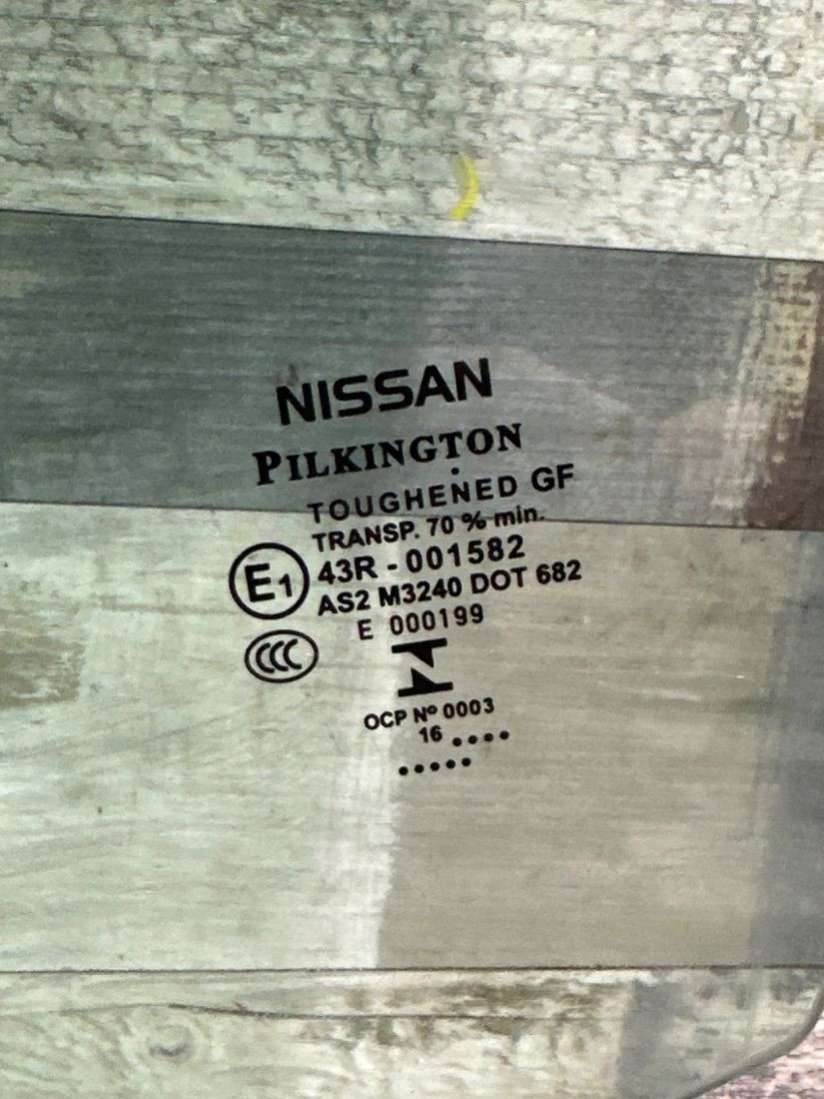 NISSAN
PILKINGTON
TOUGHENED GF
TRANSP. 70 % min.
E1 43R - 001582
AS2 M3240 DOT 682
E 000199
CCC
OCP Nº 0003
16 ....
.....